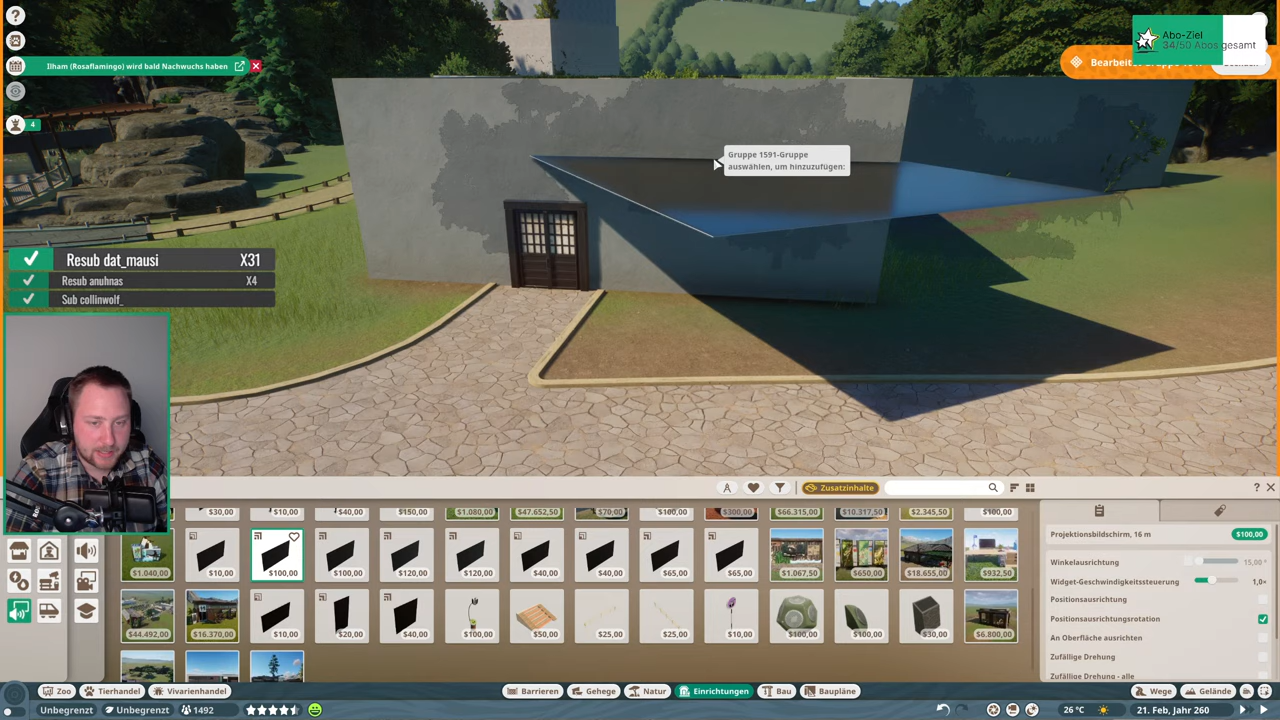 Abo-Ziel
34/50 Abos gesamt
Ilham (Rosaflamingo) wird bald Nachwuchs haben
4
Gruppe 1591-Gruppe
auswählen, um hinzuzufügen:
Resub dat_mausi X31
Resub anuhnas X4
Sub collinwolf_
Zusatzinhalte
$30,00 $10,00 $40,00 $150,00 $1.080,00 $47.652,50 $70,00 $100,00 $300,00 $66.315,00 $10.317,50 $2.345,50 $100,00
$1.040,00 $10,00 $100,00 $100,00 $120,00 $120,00 $40,00 $40,00 $65,00 $65,00 $1.067,50 $650,00 $18.655,00 $932,50
$44.492,00 $16.370,00 $10,00 $20,00 $40,00 $100,00 $50,00 $25,00 $25,00 $10,00 $100,00 $100,00 $30,00 $6.800,00
Projektionsbildschirm, 16 m $100,00
Winkelausrichtung 15,00°
Widget-Geschwindigkeitssteuerung 1,0×
Positionsausrichtung
Positionsausrichtungsrotation
An Oberfläche ausrichten
Zufällige Drehung
Zufällige Drehung - alle
Zoo Tierhandel Vivarienhandel Barrieren Gehege Natur Einrichtungen Bau Baupläne Wege Gelände
Unbegrenzt Unbegrenzt 1492 26 °C 21. Feb, Jahr 260